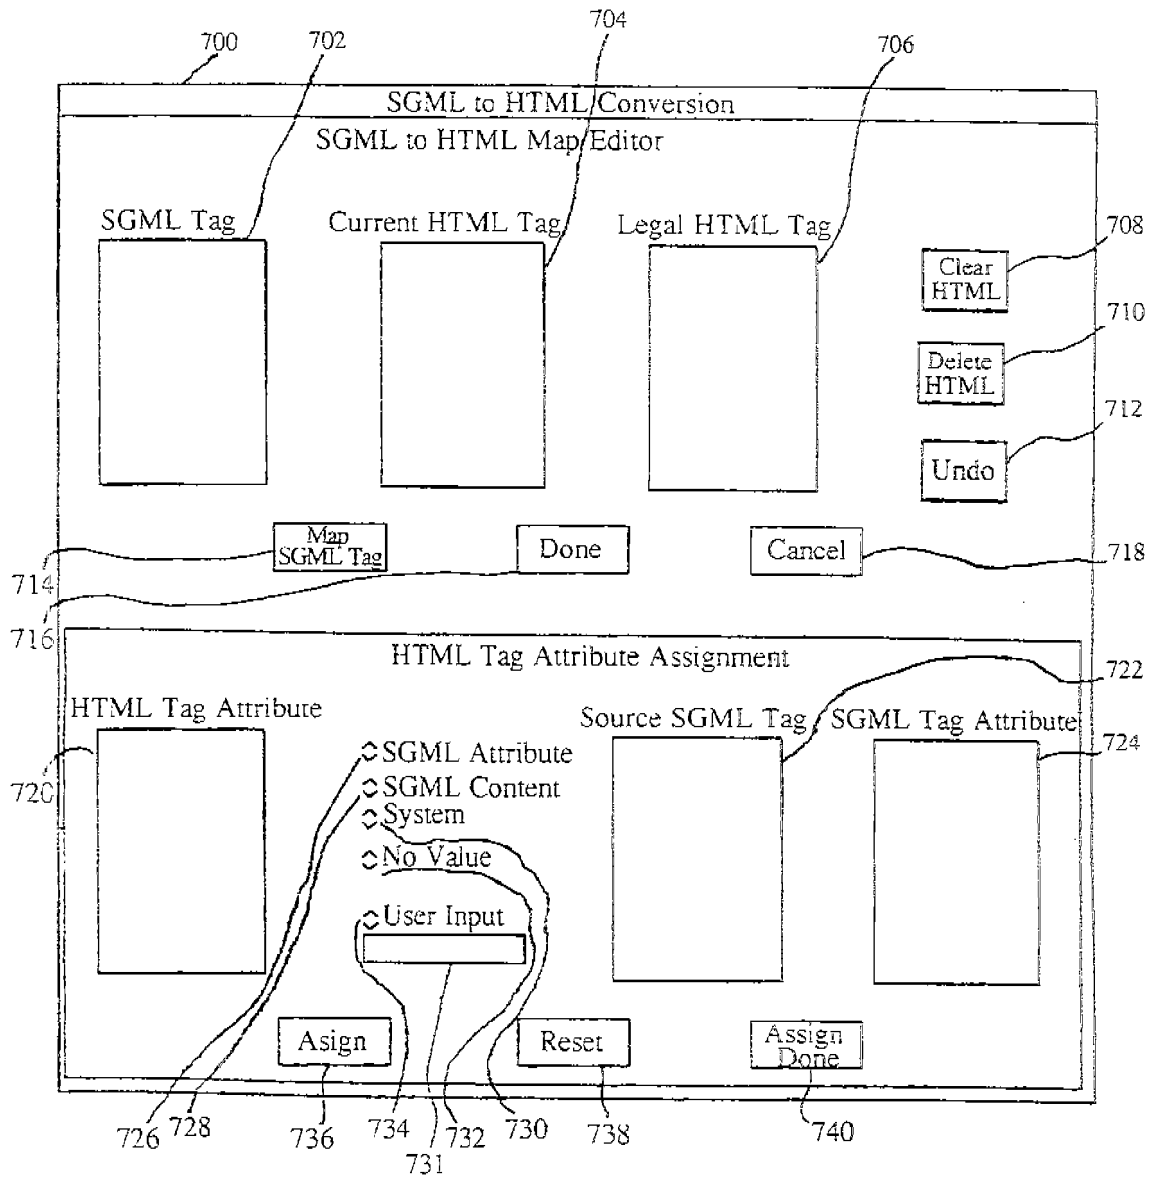 700
702
704
706
SGML to HTML Conversion
SGML to HTML Map Editor
SGML Tag
Current HTML Tag
Legal HTML Tag
Clear
HTML
708
Delete
HTML
710
Undo
712
Map
SGML Tag
Done
Cancel
714
716
718
HTML Tag Attribute Assignment
HTML Tag Attribute
Source SGML Tag
SGML Tag Attribute
720
722
724
SGML Attribute
SGML Content
System
No Value
User Input
Asign
Reset
Assign
Done
726
728
736
734
731
732
730
738
740